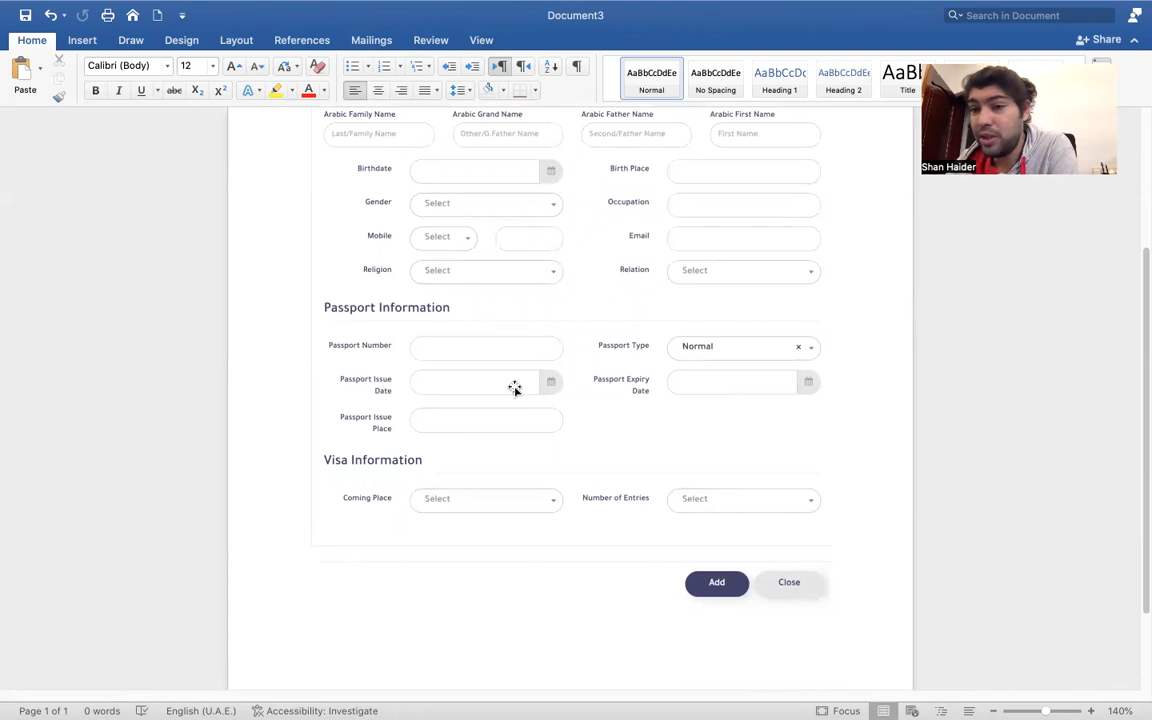 Document3
Search in Document
Home Insert Draw Design Layout References Mailings Review View
Share
Paste
Calibri (Body) 12
AaBbCcDdEe AaBbCcDdEe AaBbCcDc AaBbCcDdEe AaBb
Normal No Spacing Heading 1 Heading 2 Title
Shan Haider
Arabic Family Name Arabic Grand Name Arabic Father Name Arabic First Name
Last/Family Name Other/G.Father Name Second/Father Name First Name
Birthdate Birth Place
Gender Select Occupation
Mobile Select Email
Religion Select Relation Select
Passport Information
Passport Number Passport Type Normal ×
Passport Issue Date Passport Expiry Date
Passport Issue Place
Visa Information
Coming Place Select Number of Entries Select
Add Close
Page 1 of 1 0 words English (U.A.E.) Accessibility: Investigate Focus 140%